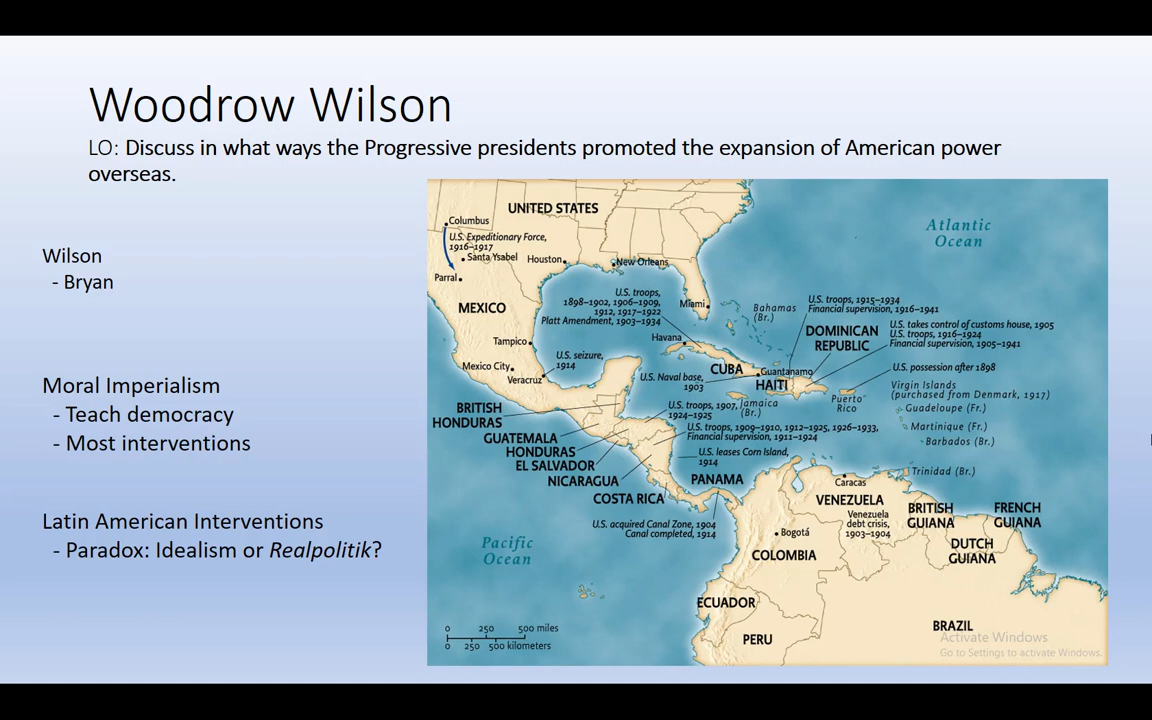 Woodrow Wilson
LO: Discuss in what ways the Progressive presidents promoted the expansion of American power
overseas.
Wilson
- Bryan
Moral Imperialism
- Teach democracy
- Most interventions
Latin American Interventions
- Paradox: Idealism or Realpolitik?
UNITED STATES
Columbus
U.S. Expeditionary Force,
1916–1917
Santa Ysabel
Parral
Houston
New Orleans
Atlantic
Ocean
MEXICO
Miami
U.S. troops,
1898–1902, 1906–1909,
1912, 1917–1922
Platt Amendment, 1903–1934
Bahamas
(Br.)
U.S. troops, 1915–1934
Financial supervision, 1916–1941
DOMINICAN
REPUBLIC
U.S. takes control of customs house, 1905
U.S. troops, 1916–1924
Financial supervision, 1905–1941
Tampico
Havana
Mexico City
Veracruz
U.S. seizure,
1914
CUBA
Guantanamo
U.S. Naval base,
1903
HAITI
U.S. possession after 1898
Puerto
Rico
Virgin Islands
(purchased from Denmark, 1917)
Guadeloupe (Fr.)
Martinique (Fr.)
Barbados (Br.)
Jamaica
(Br.)
BRITISH
HONDURAS
U.S. troops, 1907,
1924–1925
U.S. troops, 1909–1910, 1912–1925, 1926–1933,
Financial supervision, 1911–1924
GUATEMALA
HONDURAS
EL SALVADOR
NICARAGUA
COSTA RICA
U.S. leases Corn Island,
1914
PANAMA
Trinidad (Br.)
Caracas
VENEZUELA
Venezuela
debt crisis,
1903–1904
BRITISH
GUIANA
FRENCH
GUIANA
DUTCH
GUIANA
U.S. acquired Canal Zone, 1904
Canal completed, 1914
Bogotá
COLOMBIA
Pacific
Ocean
ECUADOR
PERU
BRAZIL
0 250 500 miles
0 250 500 kilometers
Activate Windows
Go to Settings to activate Windows.